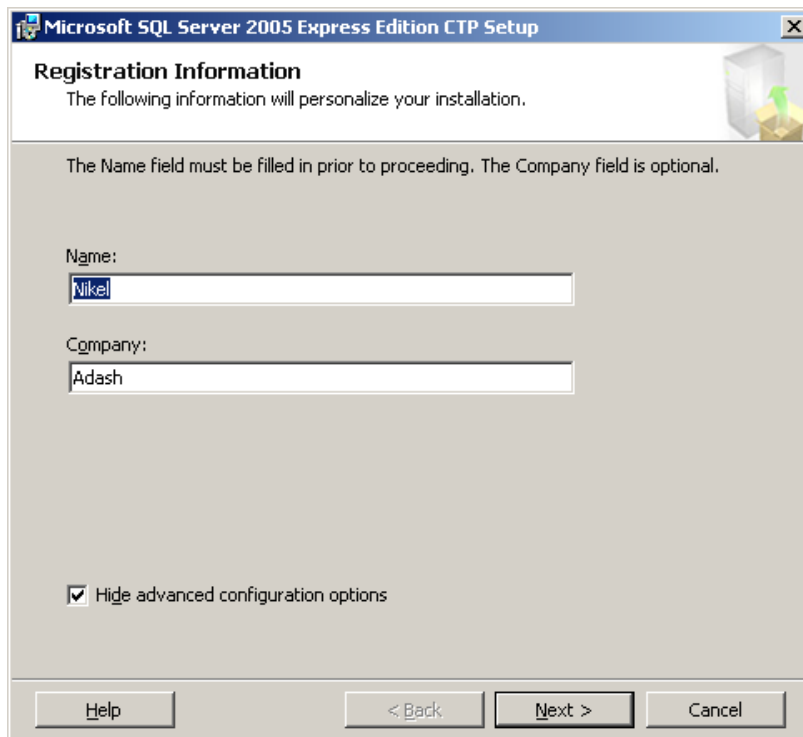 Microsoft SQL Server 2005 Express Edition CTP Setup
Registration Information
The following information will personalize your installation.
The Name field must be filled in prior to proceeding. The Company field is optional.
Name:
Nikel
Company:
Adash
Hide advanced configuration options
Help < Back Next > Cancel